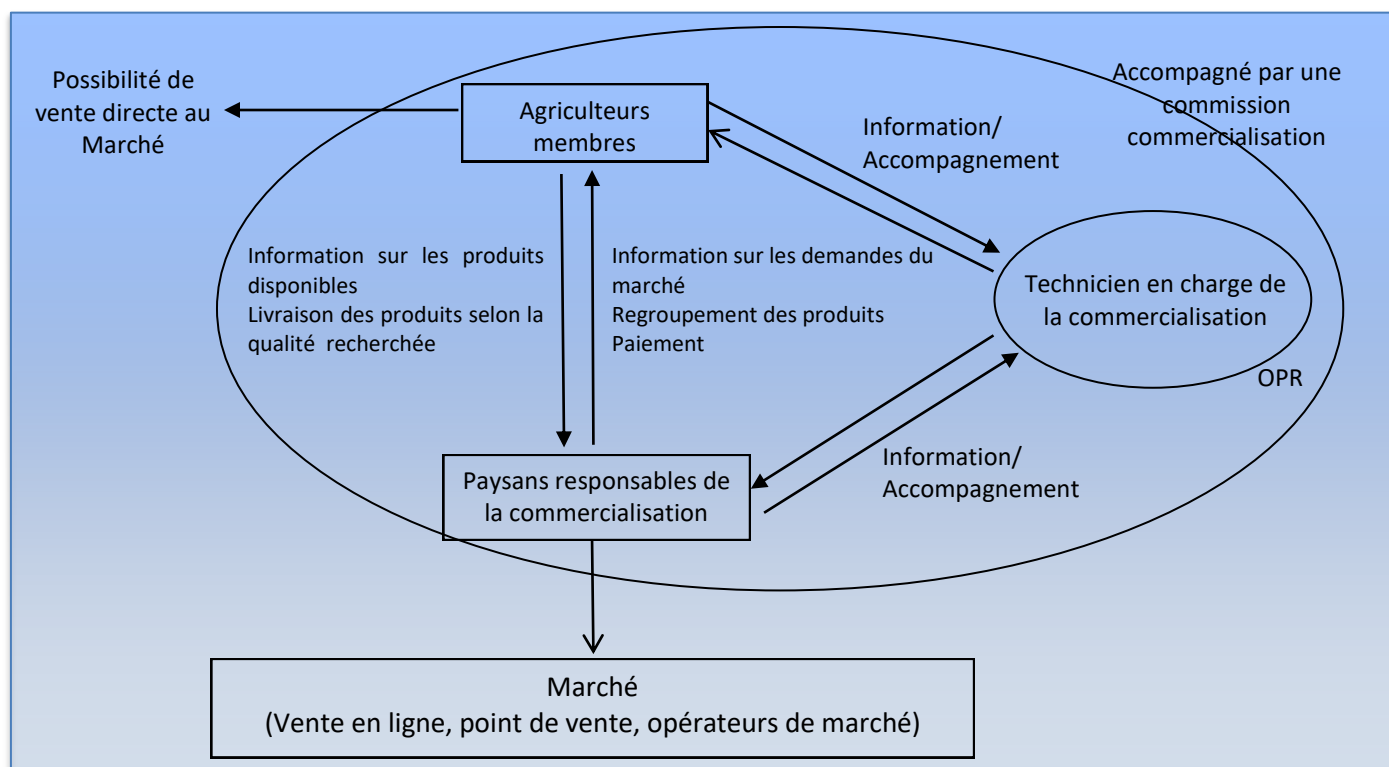 Possibilité de
vente directe au
Marché
Agriculteurs
membres
Information/
Accompagnement
Accompagné par une
commission
commercialisation
Information sur les produits
disponibles
Livraison des produits selon la
qualité recherchée
Information sur les demandes du
marché
Regroupement des produits
Paiement
Technicien en charge de
la commercialisation
OPR
Paysans responsables de
la commercialisation
Information/
Accompagnement
Marché
(Vente en ligne, point de vente, opérateurs de marché)